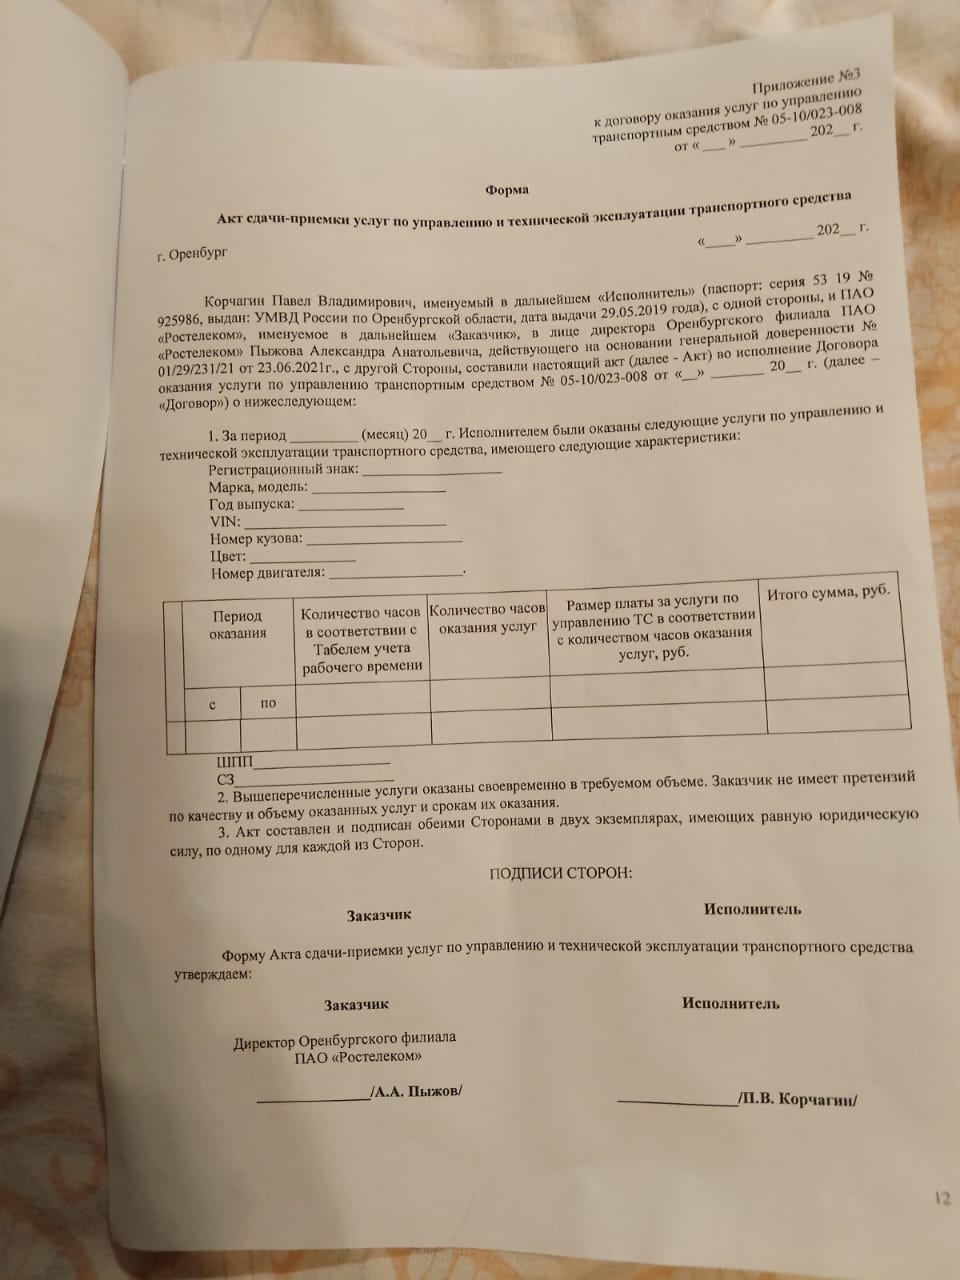 Приложение №3
к договору оказания услуг по управлению
транспортным средством № 05-10/023-008
от «___» _________ 202__ г.
Форма
Акт сдачи-приемки услуг по управлению и технической эксплуатации транспортного средства
г. Оренбург
«____» _________ 202__ г.
Корчагин Павел Владимирович, именуемый в дальнейшем «Исполнитель» (паспорт: серия 53 19 №
925986, выдан: УМВД России по Оренбургской области, дата выдачи 29.05.2019 года), с одной стороны, и ПАО
«Ростелеком», именуемое в дальнейшем «Заказчик», в лице директора Оренбургского филиала ПАО
«Ростелеком» Пыжова Александра Анатольевича, действующего на основании генеральной доверенности №
01/29/231/21 от 23.06.2021г., с другой Стороны, составили настоящий акт (далее - Акт) во исполнение Договора
оказания услуги по управлению транспортным средством № 05-10/023-008 от «__» _______ 20__ г. (далее –
«Договор») о нижеследующем:
1. За период _________ (месяц) 20__ г. Исполнителем были оказаны следующие услуги по управлению и
технической эксплуатации транспортного средства, имеющего следующие характеристики:
Регистрационный знак: ___________________
Марка, модель: __________________
Год выпуска: ______________
VIN: ___________________________
Номер кузова: _____________________
Цвет: ______________
Номер двигателя: __________________.
Период оказания
Количество часов в соответствии с Табелем учета рабочего времени
Количество часов оказания услуг
Размер платы за услуги по управлению ТС в соответствии с количеством часов оказания услуг, руб.
Итого сумма, руб.
с
по
ШПП___________________
СЗ______________________
2. Вышеперечисленные услуги оказаны своевременно в требуемом объеме. Заказчик не имеет претензий
по качеству и объему оказанных услуг и срокам их оказания.
3. Акт составлен и подписан обеими Сторонами в двух экземплярах, имеющих равную юридическую
силу, по одному для каждой из Сторон.
ПОДПИСИ СТОРОН:
Заказчик
Исполнитель
Форму Акта сдачи-приемки услуг по управлению и технической эксплуатации транспортного средства
утверждаем:
Заказчик
Исполнитель
Директор Оренбургского филиала
ПАО «Ростелеком»
_______________/А.А. Пыжов/
________________/П.В. Корчагин/
12